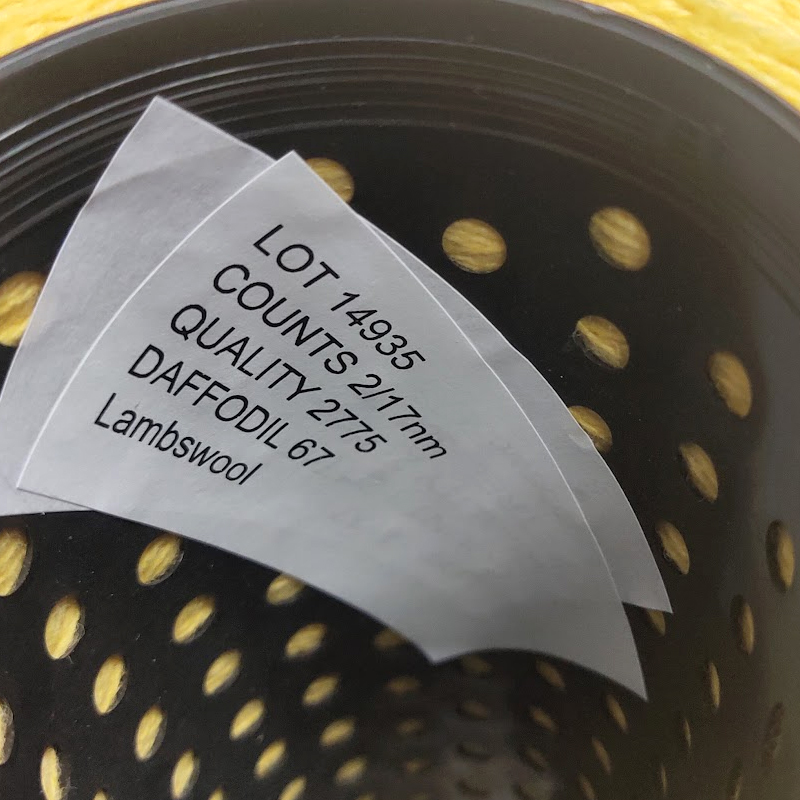 LOT 14935
COUNTS 2/17nm
QUALITY 2775
DAFFODIL 67
Lambswool